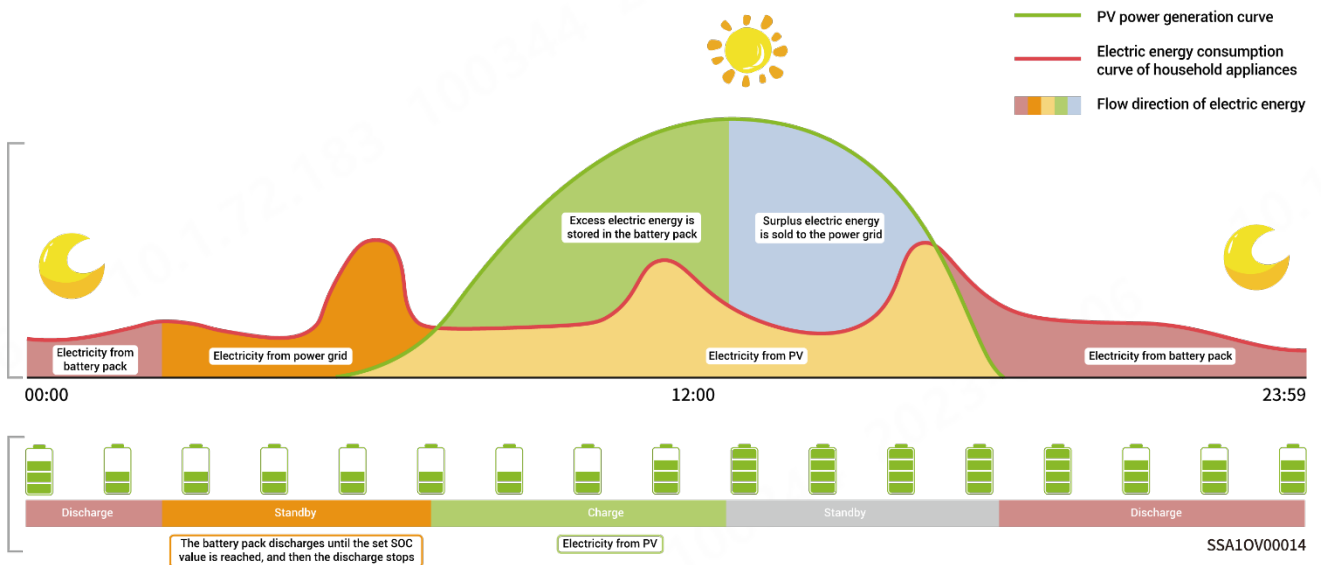 PV power generation curve
Electric energy consumption
curve of household appliances
Flow direction of electric energy
Excess electric energy is
stored in the battery pack
Surplus electric energy
is sold to the power grid
Electricity from
battery pack
Electricity from power grid
Electricity from PV
Electricity from battery pack
00:00
12:00
23:59
Discharge
Standby
Charge
Standby
Discharge
The battery pack discharges until the set SOC
value is reached, and then the discharge stops
Electricity from PV
SSA1OV00014